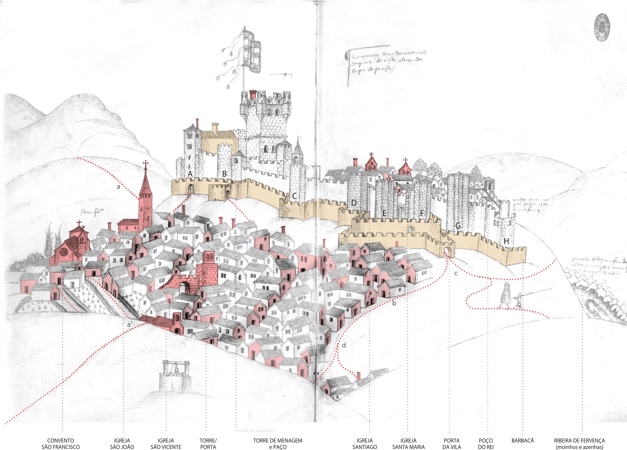 a
A
B
C
D
E
F
G
H
c
b
a'
d
CONVENTO
SÃO FRANCISCO
IGREJA
SÃO JOÃO
IGREJA
SÃO VICENTE
TORRE/
PORTA
TORRE DE MENAGEM
e PAÇO
IGREJA
SANTIAGO
IGREJA
SANTA MARIA
PORTA
DA VILA
POÇO
DO REI
BARBACÃ
RIBEIRA DE FERVENÇA
(moinhos e azenhas)